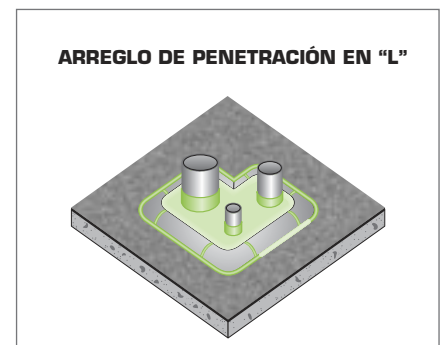 ARREGLO DE PENETRACIÓN EN “L”